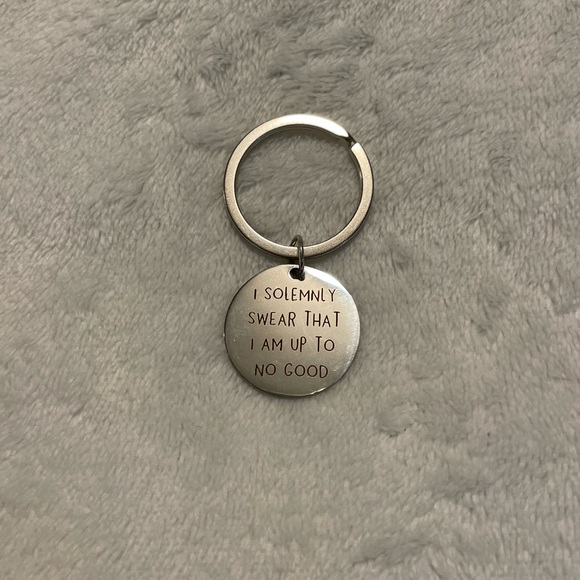 I SOLEMNLY
SWEAR THAT
I AM UP TO
NO GOOD